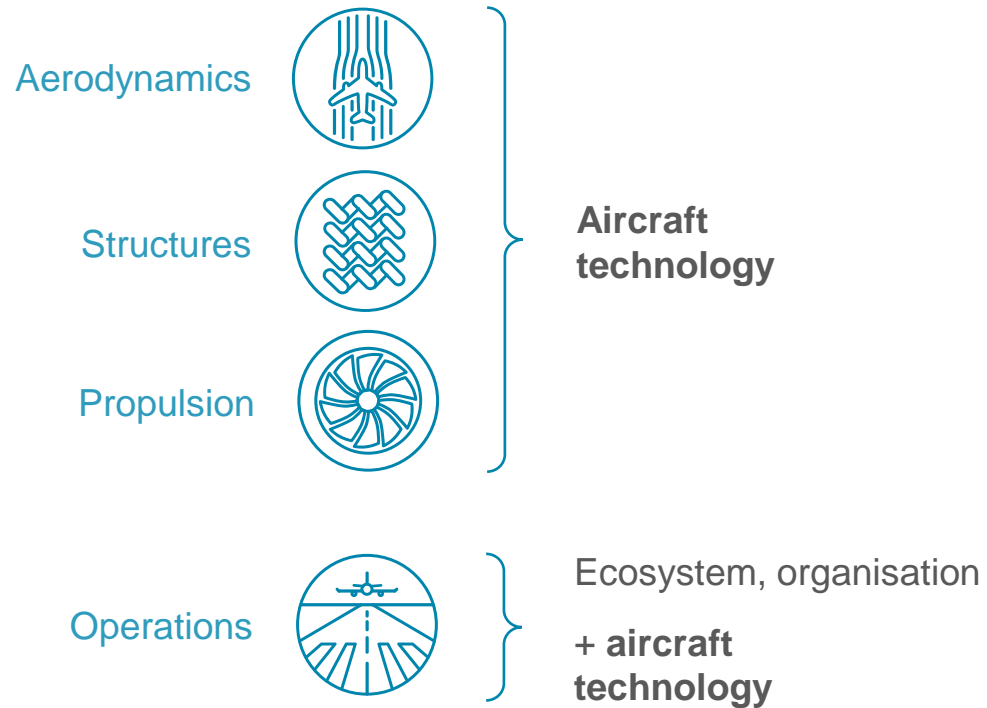 Aerodynamics
Structures
Propulsion
Aircraft
technology
Operations
Ecosystem, organisation
+ aircraft
technology